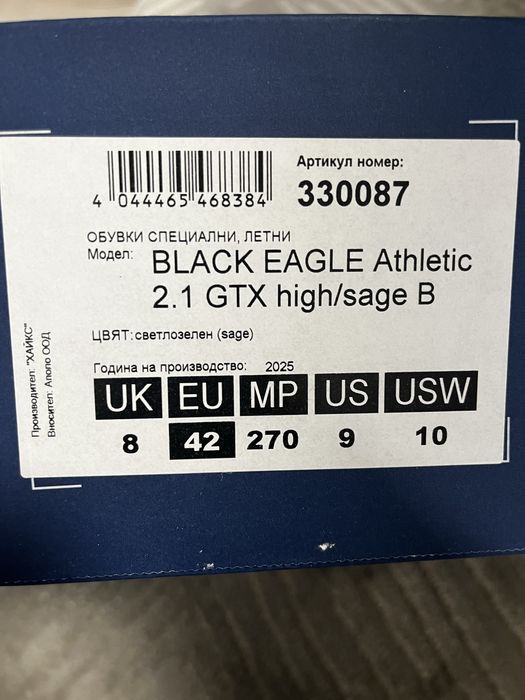 Артикул номер:
4 044465 468384
330087
ОБУВКИ СПЕЦИАЛНИ, ЛЕТНИ
Модел: BLACK EAGLE Athletic
2.1 GTX high/sage B
ЦВЯТ:светлозелен (sage)
Година на производство: 2025
UK EU MP US USW
8 42 270 9 10
Производител: "ХАЙКС"
Вносител: Аполо ООД